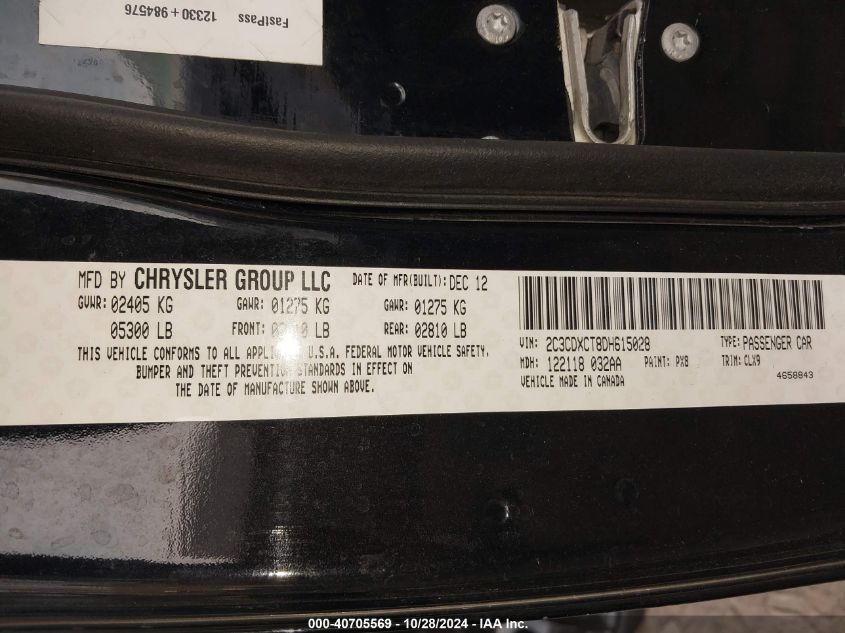 FastPass
12330 + 984576
MFD BY CHRYSLER GROUP LLC DATE OF MFR(BUILT): DEC 12
GVWR: 02405 KG GAWR: 01275 KG GAWR: 01275 KG
05300 LB FRONT: LB REAR: 02810 LB
THIS VEHICLE CONFORMS TO ALL U.S.A. FEDERAL MOTOR VEHICLE SAFETY,
BUMPER AND THEFT PREVENTION STANDARDS IN EFFECT ON
THE DATE OF MANUFACTURE SHOWN ABOVE.
VIN: 2C3CDXCT8DH615028 TYPE: PASSENGER CAR
MDH: 122118 032AA PAINT: PX8 TRIM: CLX9
VEHICLE MADE IN CANADA 4658843
000-40705569 | 10/28/2024 | IAA Inc.